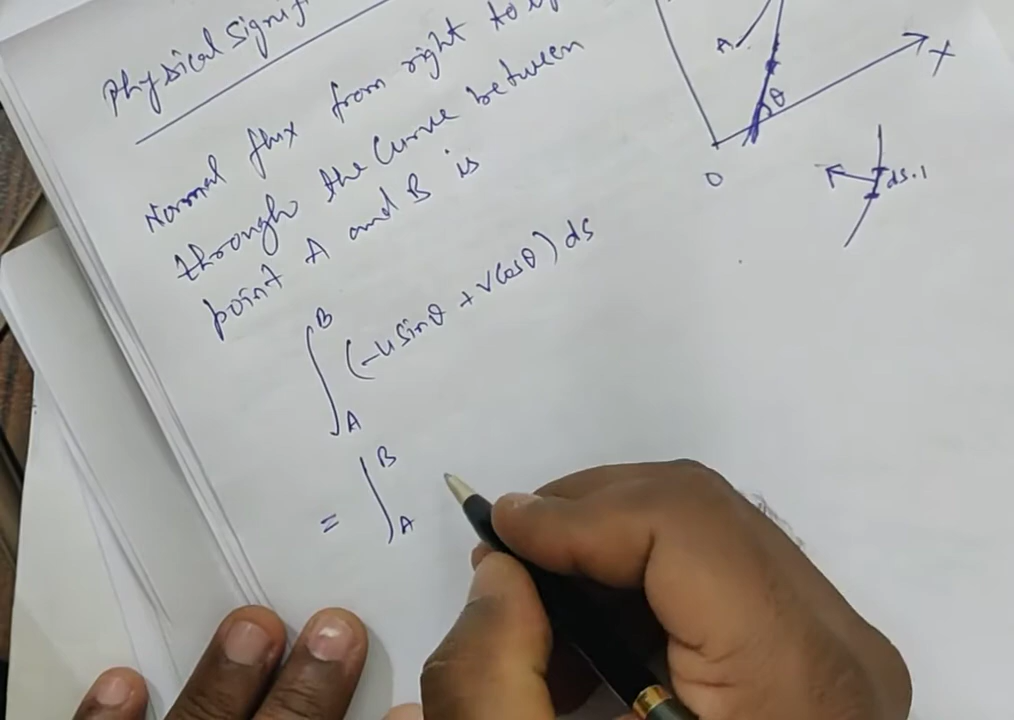 Physical Signif
Normal flux from right to
through the Curve between
point A and B is
∫_A^B (-u sinθ + v cosθ) ds
= ∫_A^B
A
θ
X
O
ds.1